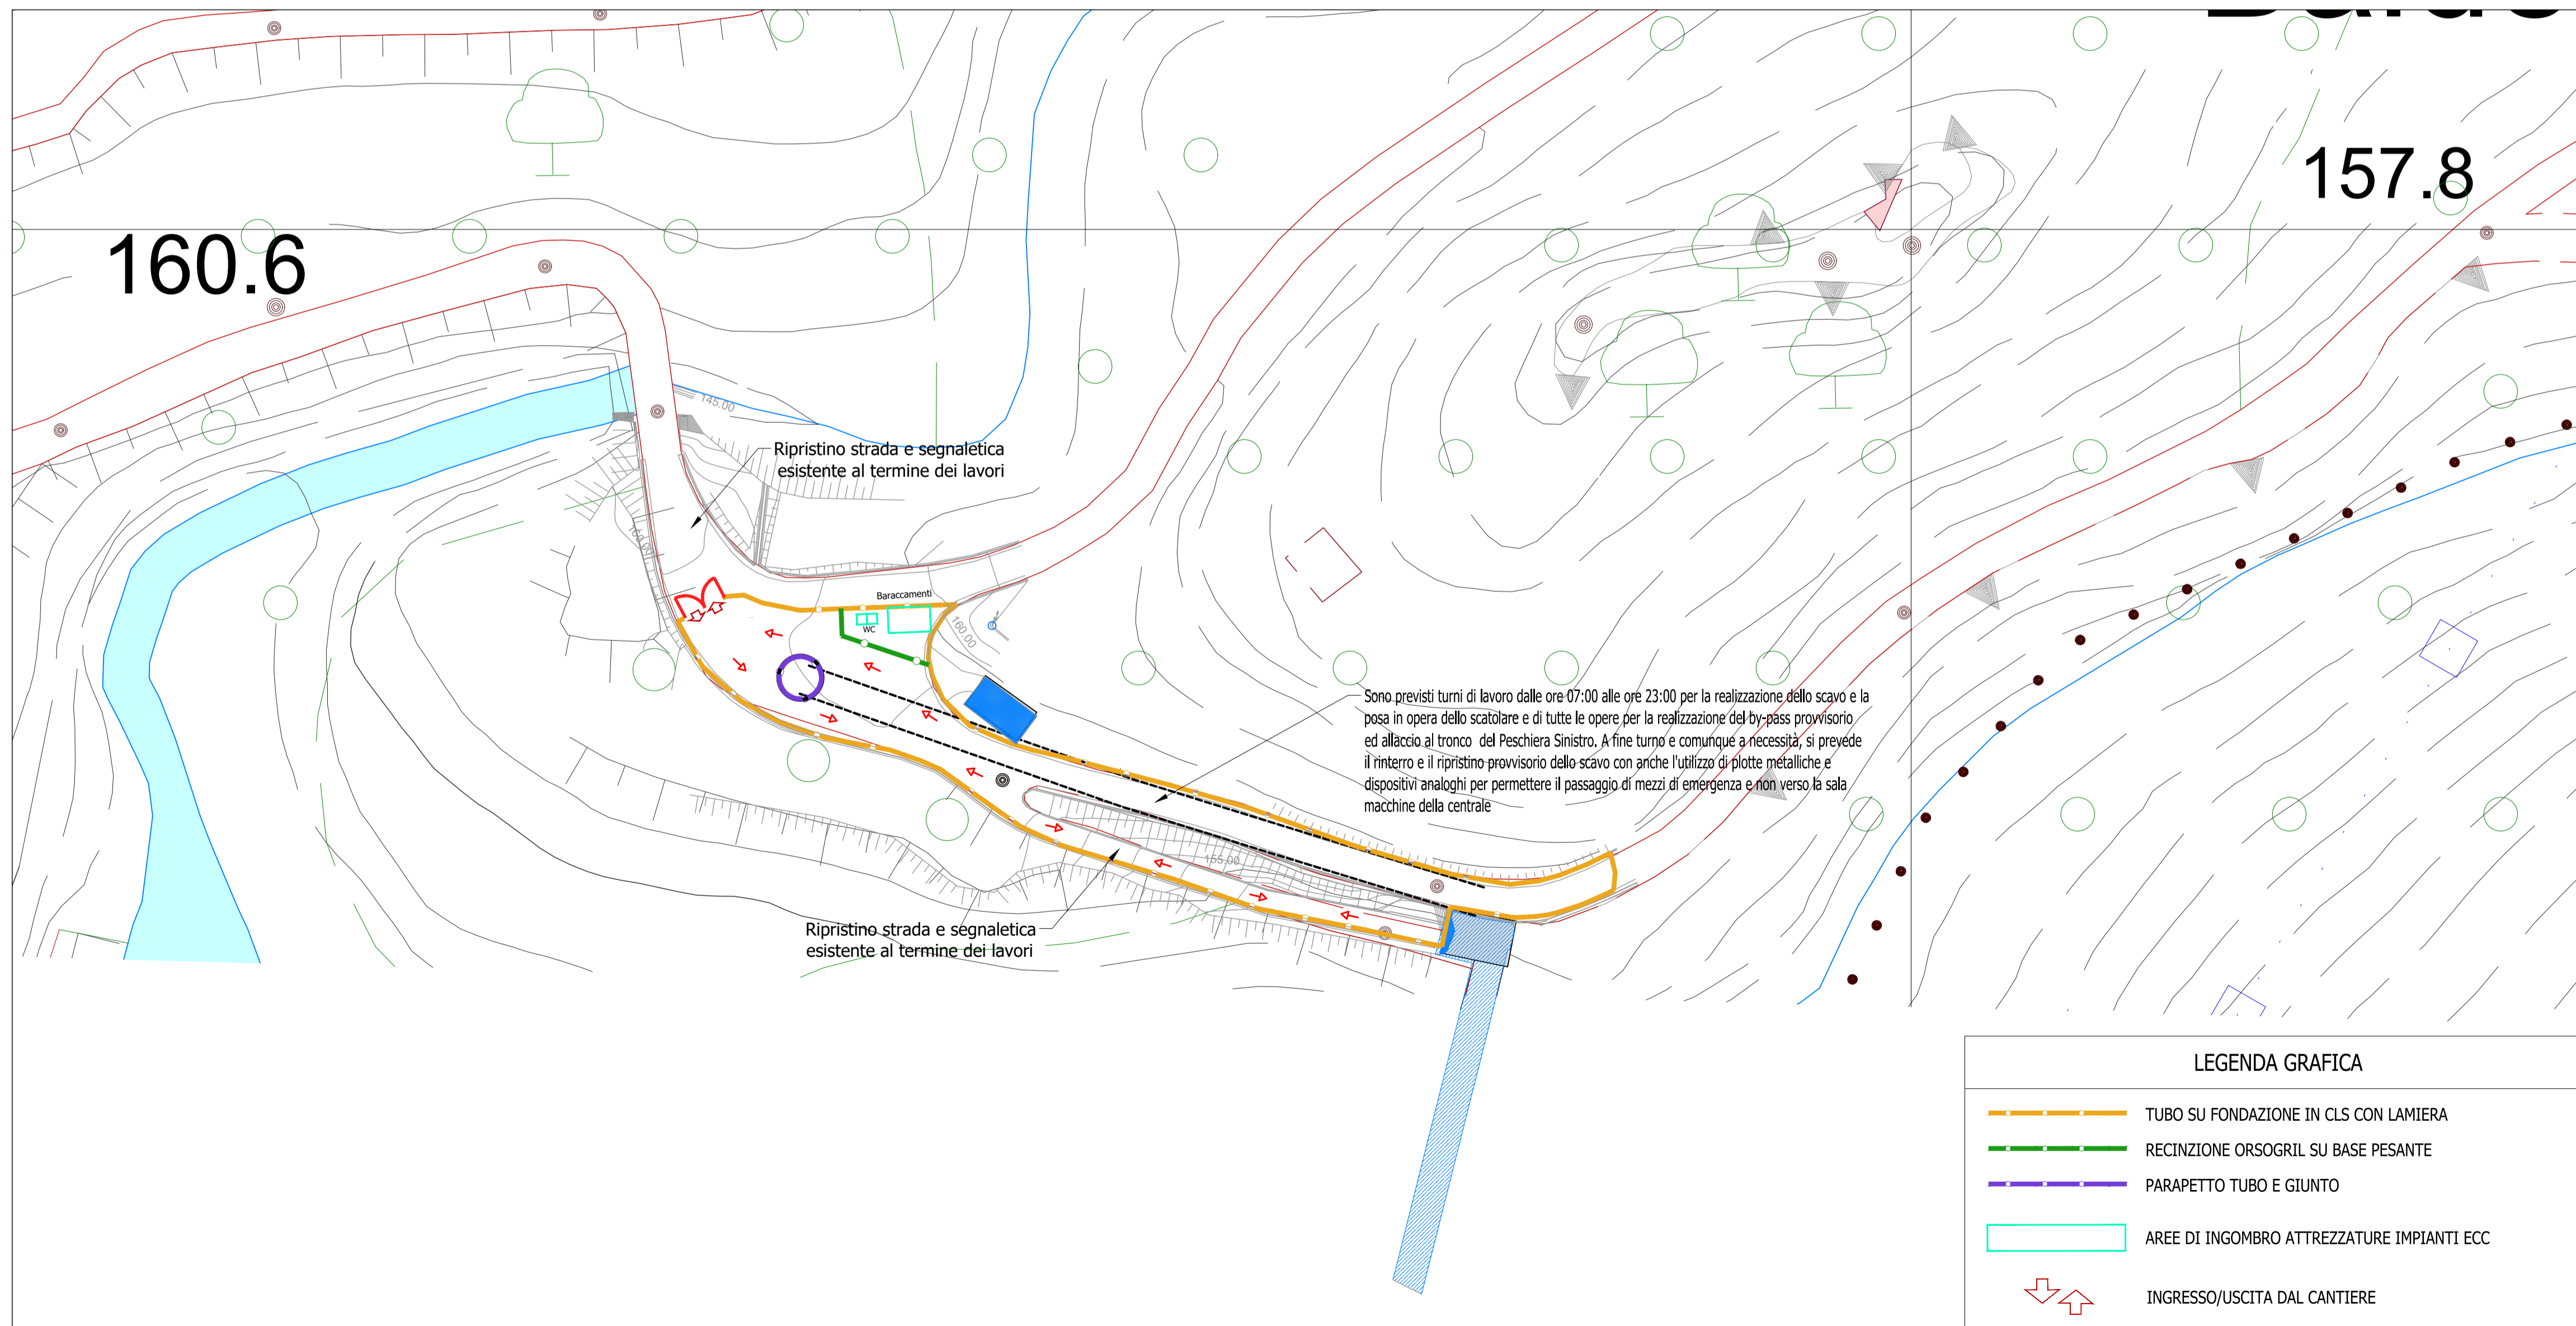 157.8
160.6
145.00
Ripristino strada e segnaletica
esistente al termine dei lavori
160.00
Baraccamenti
WC
160.00
Sono previsti turni di lavoro dalle ore 07:00 alle ore 23:00 per la realizzazione dello scavo e la
posa in opera dello scatolare e di tutte le opere per la realizzazione del by-pass provvisorio
ed allaccio al tronco del Peschiera Sinistro. A fine turno e comunque a necessità, si prevede
il rinterro e il ripristino provvisorio dello scavo con anche l'utilizzo di plotte metalliche e
dispositivi analoghi per permettere il passaggio di mezzi di emergenza e non verso la sala
macchine della centrale
155.00
Ripristino strada e segnaletica
esistente al termine dei lavori
LEGENDA GRAFICA
TUBO SU FONDAZIONE IN CLS CON LAMIERA
RECINZIONE ORSOGRIL SU BASE PESANTE
PARAPETTO TUBO E GIUNTO
AREE DI INGOMBRO ATTREZZATURE IMPIANTI ECC
INGRESSO/USCITA DAL CANTIERE